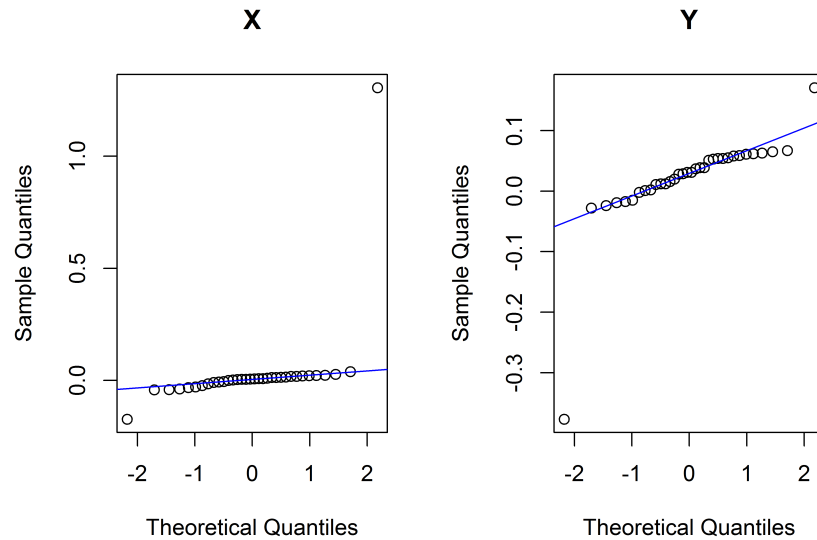 X
Sample Quantiles
1.0
0.5
0.0
-2 -1 0 1 2
Theoretical Quantiles
Y
Sample Quantiles
0.1
0.0
-0.1
-0.2
-0.3
-2 -1 0 1 2
Theoretical Quantiles